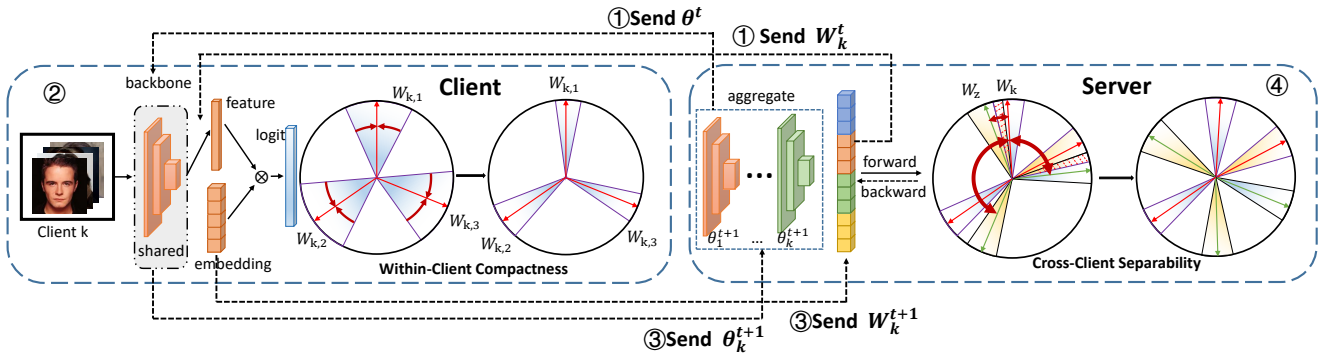 ①Send θ^t
① Send W_k^t
②
backbone
Client
feature
logit
W_k,1
W_k,1
W_k,2
W_k,3
W_k,2
W_k,3
Client k
shared
embedding
Within-Client Compactness
aggregate
θ_1^{t+1} ... θ_k^{t+1}
forward
backward
W_z W_k
Server
④
Cross-Client Separability
③Send θ_k^{t+1}
③Send W_k^{t+1}